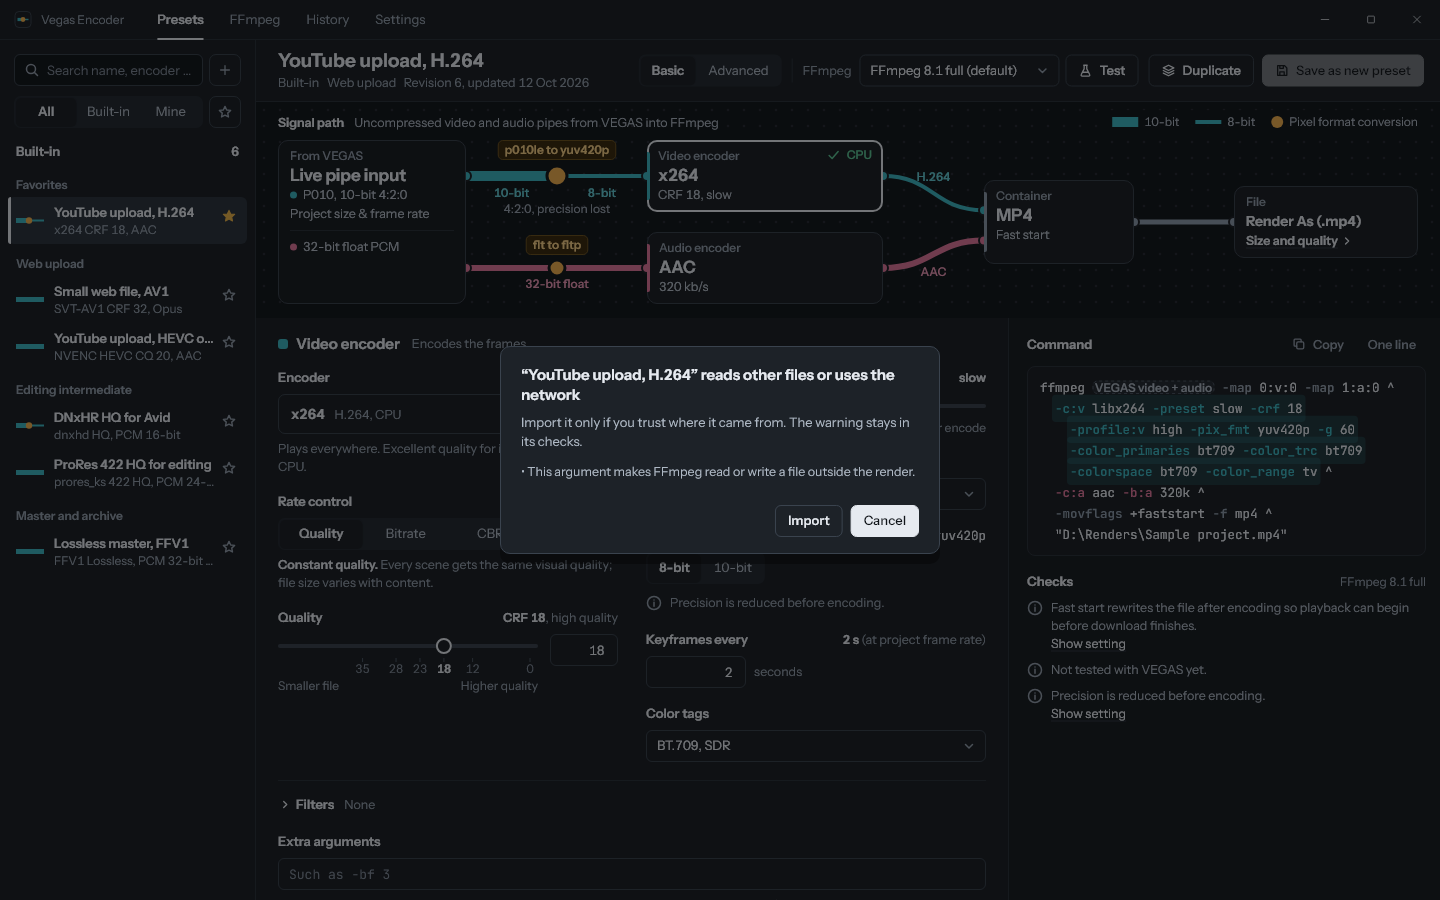 Vegas Encoder
Presets
FFmpeg
History
Settings
Search name, encoder ...
All
Built-in
Mine
Built-in
6
Favorites
YouTube upload, H.264
x264 CRF 18, AAC
Web upload
Small web file, AV1
SVT-AV1 CRF 32, Opus
YouTube upload, HEVC o...
NVENC HEVC CQ 20, AAC
Editing intermediate
DNxHR HQ for Avid
dnxhd HQ, PCM 16-bit
ProRes 422 HQ for editing
prores_ks 422 HQ, PCM 24-...
Master and archive
Lossless master, FFV1
FFV1 Lossless, PCM 32-bit ...
YouTube upload, H.264
Built-in Web upload Revision 6, updated 12 Oct 2026
Basic
Advanced
FFmpeg
FFmpeg 8.1 full (default)
Test
Duplicate
Save as new preset
Signal path Uncompressed video and audio pipes from VEGAS into FFmpeg
10-bit
8-bit
Pixel format conversion
From VEGAS
Live pipe input
P010, 10-bit 4:2:0
Project size & frame rate
32-bit float PCM
p010le to yuv420p
10-bit
8-bit
4:2:0, precision lost
flt to fltp
32-bit float
Video encoder
CPU
x264
CRF 18, slow
Audio encoder
AAC
320 kb/s
H.264
AAC
Container
MP4
Fast start
File
Render As (.mp4)
Size and quality
Video encoder Encodes the frames
Encoder
x264 H.264, CPU
Plays everywhere. Excellent quality for
CPU.
slow
encode
Rate control
Quality
Bitrate
CBR
Constant quality. Every scene gets the same visual quality;
file size varies with content.
Quality
CRF 18, high quality
18
35 28 23 18 12 0
Smaller file
Higher quality
yuv420p
8-bit
10-bit
Precision is reduced before encoding.
Keyframes every
2 s (at project frame rate)
2
seconds
Color tags
BT.709, SDR
Filters None
Extra arguments
Such as -bf 3
“YouTube upload, H.264” reads other files or uses the
network
Import it only if you trust where it came from. The warning stays in
its checks.
• This argument makes FFmpeg read or write a file outside the render.
Import
Cancel
Command
Copy
One line
ffmpeg VEGAS video + audio -map 0:v:0 -map 1:a:0 ^
-c:v libx264 -preset slow -crf 18
-profile:v high -pix_fmt yuv420p -g 60
-color_primaries bt709 -color_trc bt709
-colorspace bt709 -color_range tv ^
-c:a aac -b:a 320k ^
-movflags +faststart -f mp4 ^
"D:\Renders\Sample project.mp4"
Checks
FFmpeg 8.1 full
Fast start rewrites the file after encoding so playback can begin
before download finishes.
Show setting
Not tested with VEGAS yet.
Precision is reduced before encoding.
Show setting